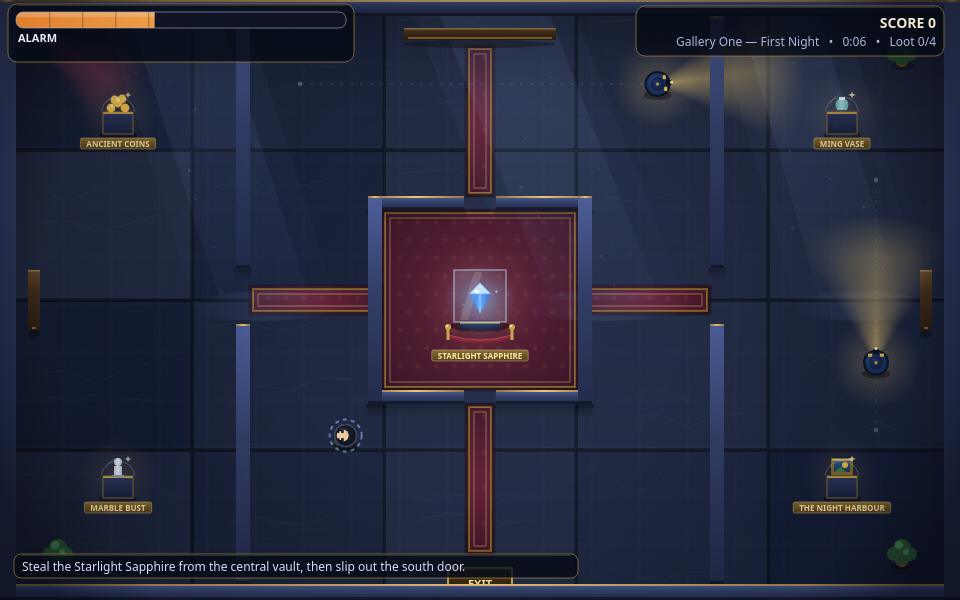 ALARM
SCORE 0
Gallery One — First Night • 0:06 • Loot 0/4
ANCIENT COINS
MING VASE
STARLIGHT SAPPHIRE
MARBLE BUST
THE NIGHT HARBOUR
Steal the Starlight Sapphire from the central vault, then slip out the south door.
EXIT